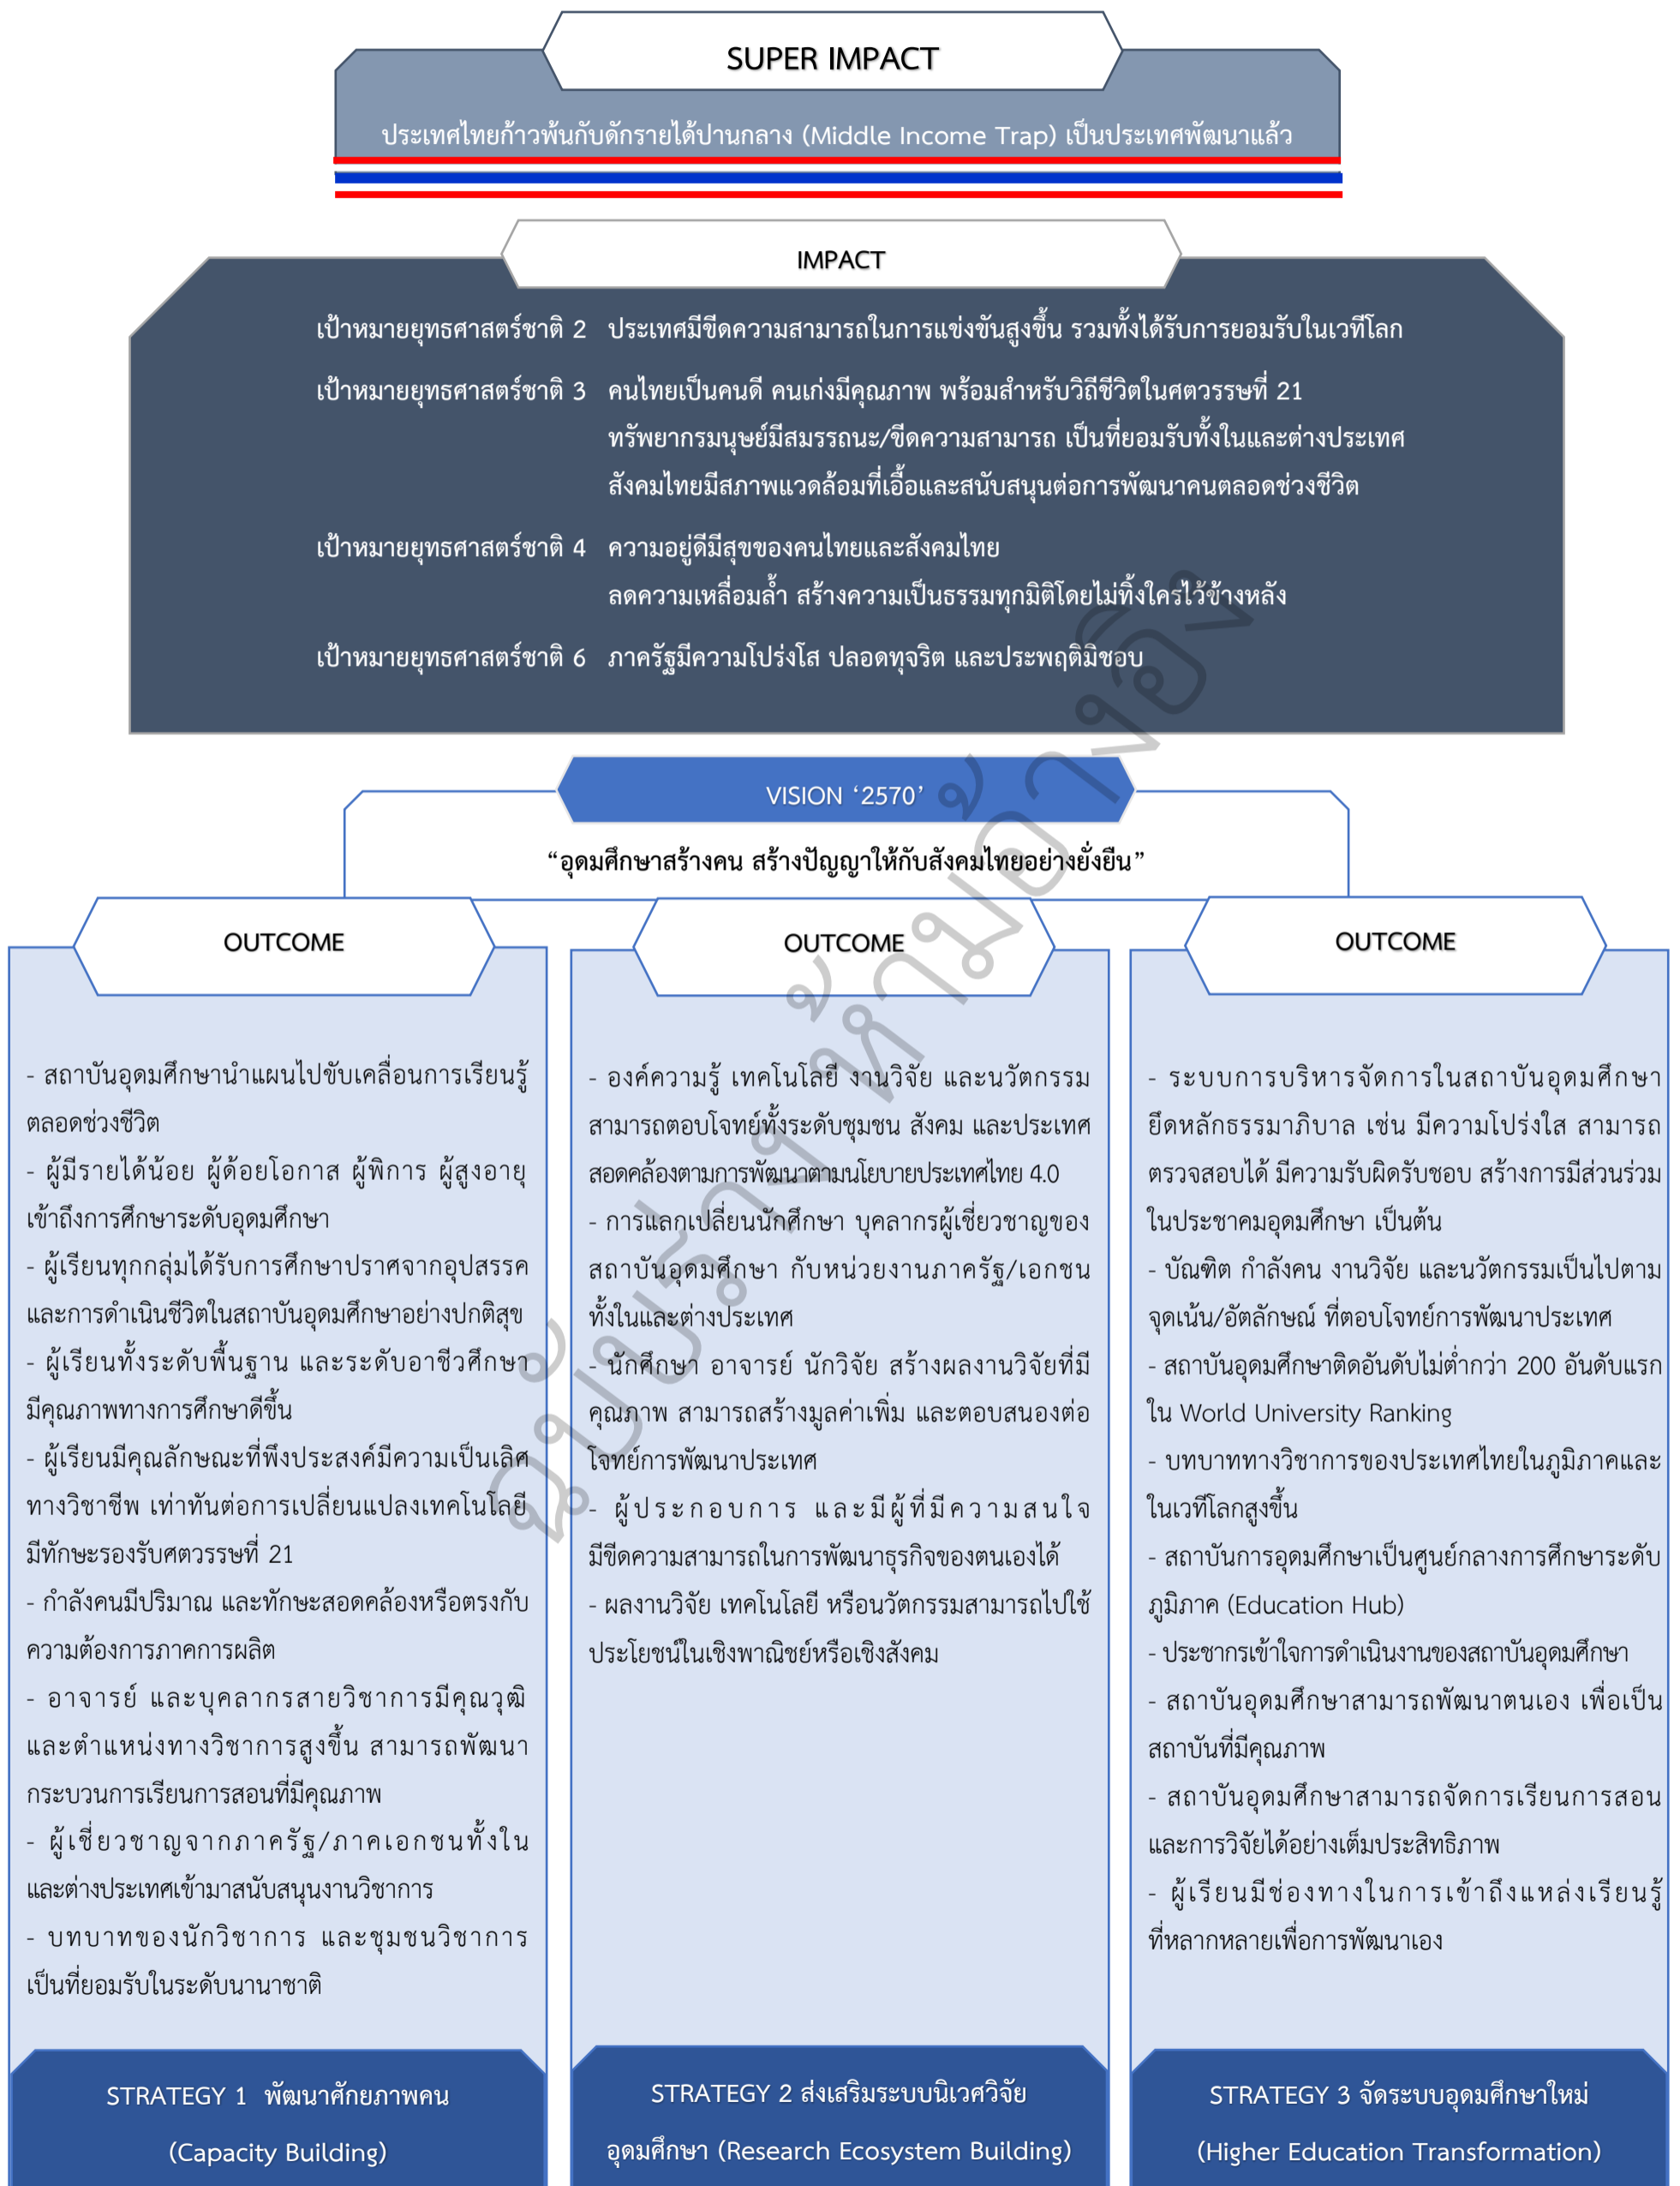 SUPER IMPACT
ประเทศไทยก้าวพ้นกับดักรายได้ปานกลาง (Middle Income Trap) เป็นประเทศพัฒนาแล้ว
IMPACT
เป้าหมายยุทธศาสตร์ชาติ 2 ประเทศมีขีดความสามารถในการแข่งขันสูงขึ้น รวมทั้งได้รับการยอมรับในเวทีโลก
เป้าหมายยุทธศาสตร์ชาติ 3 คนไทยเป็นคนดี คนเก่งมีคุณภาพ พร้อมสำหรับวิถีชีวิตในศตวรรษที่ 21
ทรัพยากรมนุษย์มีสมรรถนะ/ขีดความสามารถ เป็นที่ยอมรับทั้งในและต่างประเทศ
สังคมไทยมีสภาพแวดล้อมที่เอื้อและสนับสนุนต่อการพัฒนาคนตลอดช่วงชีวิต
เป้าหมายยุทธศาสตร์ชาติ 4 ความอยู่ดีมีสุขของคนไทยและสังคมไทย
ลดความเหลื่อมล้ำ สร้างความเป็นธรรมทุกมิติโดยไม่ทิ้งใครไว้ข้างหลัง
เป้าหมายยุทธศาสตร์ชาติ 6 ภาครัฐมีความโปร่งโส ปลอดทุจริต และประพฤติมิชอบ
VISION ‘2570’
“อุดมศึกษาสร้างคน สร้างปัญญาให้กับสังคมไทยอย่างยั่งยืน”
OUTCOME
- สถาบันอุดมศึกษานำแผนไปขับเคลื่อนการเรียนรู้
ตลอดช่วงชีวิต
- ผู้มีรายได้น้อย ผู้ด้อยโอกาส ผู้พิการ ผู้สูงอายุ
เข้าถึงการศึกษาระดับอุดมศึกษา
- ผู้เรียนทุกกลุ่มได้รับการศึกษาปราศจากอุปสรรค
และการดำเนินชีวิตในสถาบันอุดมศึกษาอย่างปกติสุข
- ผู้เรียนทั้งระดับพื้นฐาน และระดับอาชีวศึกษา
มีคุณภาพทางการศึกษาดีขึ้น
- ผู้เรียนมีคุณลักษณะที่พึงประสงค์มีความเป็นเลิศ
ทางวิชาชีพ เท่าทันต่อการเปลี่ยนแปลงเทคโนโลยี
มีทักษะรองรับศตวรรษที่ 21
- กำลังคนมีปริมาณ และทักษะสอดคล้องหรือตรงกับ
ความต้องการภาคการผลิต
- อาจารย์ และบุคลากรสายวิชาการมีคุณวุฒิ
และตำแหน่งทางวิชาการสูงขึ้น สามารถพัฒนา
กระบวนการเรียนการสอนที่มีคุณภาพ
- ผู้เชี่ยวชาญจากภาครัฐ/ภาคเอกชนทั้งใน
และต่างประเทศเข้ามาสนับสนุนงานวิชาการ
- บทบาทของนักวิชาการ และชุมชนวิชาการ
เป็นที่ยอมรับในระดับนานาชาติ
STRATEGY 1 พัฒนาศักยภาพคน
(Capacity Building)
OUTCOME
- องค์ความรู้ เทคโนโลยี งานวิจัย และนวัตกรรม
สามารถตอบโจทย์ทั้งระดับชุมชน สังคม และประเทศ
สอดคล้องตามการพัฒนาตามนโยบายประเทศไทย 4.0
- การแลกเปลี่ยนนักศึกษา บุคลากรผู้เชี่ยวชาญของ
สถาบันอุดมศึกษา กับหน่วยงานภาครัฐ/เอกชน
ทั้งในและต่างประเทศ
- นักศึกษา อาจารย์ นักวิจัย สร้างผลงานวิจัยที่มี
คุณภาพ สามารถสร้างมูลค่าเพิ่ม และตอบสนองต่อ
โจทย์การพัฒนาประเทศ
- ผู้ประกอบการ และมีผู้ที่มีความสนใจ
มีขีดความสามารถในการพัฒนาธุรกิจของตนเองได้
- ผลงานวิจัย เทคโนโลยี หรือนวัตกรรมสามารถไปใช้
ประโยชน์ในเชิงพาณิชย์หรือเชิงสังคม
STRATEGY 2 ส่งเสริมระบบนิเวศวิจัย
อุดมศึกษา (Research Ecosystem Building)
OUTCOME
- ระบบการบริหารจัดการในสถาบันอุดมศึกษา
ยึดหลักธรรมาภิบาล เช่น มีความโปร่งใส สามารถ
ตรวจสอบได้ มีความรับผิดรับชอบ สร้างการมีส่วนร่วม
ในประชาคมอุดมศึกษา เป็นต้น
- บัณฑิต กำลังคน งานวิจัย และนวัตกรรมเป็นไปตาม
จุดเน้น/อัตลักษณ์ ที่ตอบโจทย์การพัฒนาประเทศ
- สถาบันอุดมศึกษาติดอันดับไม่ต่ำกว่า 200 อันดับแรก
ใน World University Ranking
- บทบาททางวิชาการของประเทศไทยในภูมิภาคและ
ในเวทีโลกสูงขึ้น
- สถาบันการอุดมศึกษาเป็นศูนย์กลางการศึกษาระดับ
ภูมิภาค (Education Hub)
- ประชากรเข้าใจการดำเนินงานของสถาบันอุดมศึกษา
- สถาบันอุดมศึกษาสามารถพัฒนาตนเอง เพื่อเป็น
สถาบันที่มีคุณภาพ
- สถาบันอุดมศึกษาสามารถจัดการเรียนการสอน
และการวิจัยได้อย่างเต็มประสิทธิภาพ
- ผู้เรียนมีช่องทางในการเข้าถึงแหล่งเรียนรู้
ที่หลากหลายเพื่อการพัฒนาเอง
STRATEGY 3 จัดระบบอุดมศึกษาใหม่
(Higher Education Transformation)
ฉบับร่าง ห้ามอ้างอิง